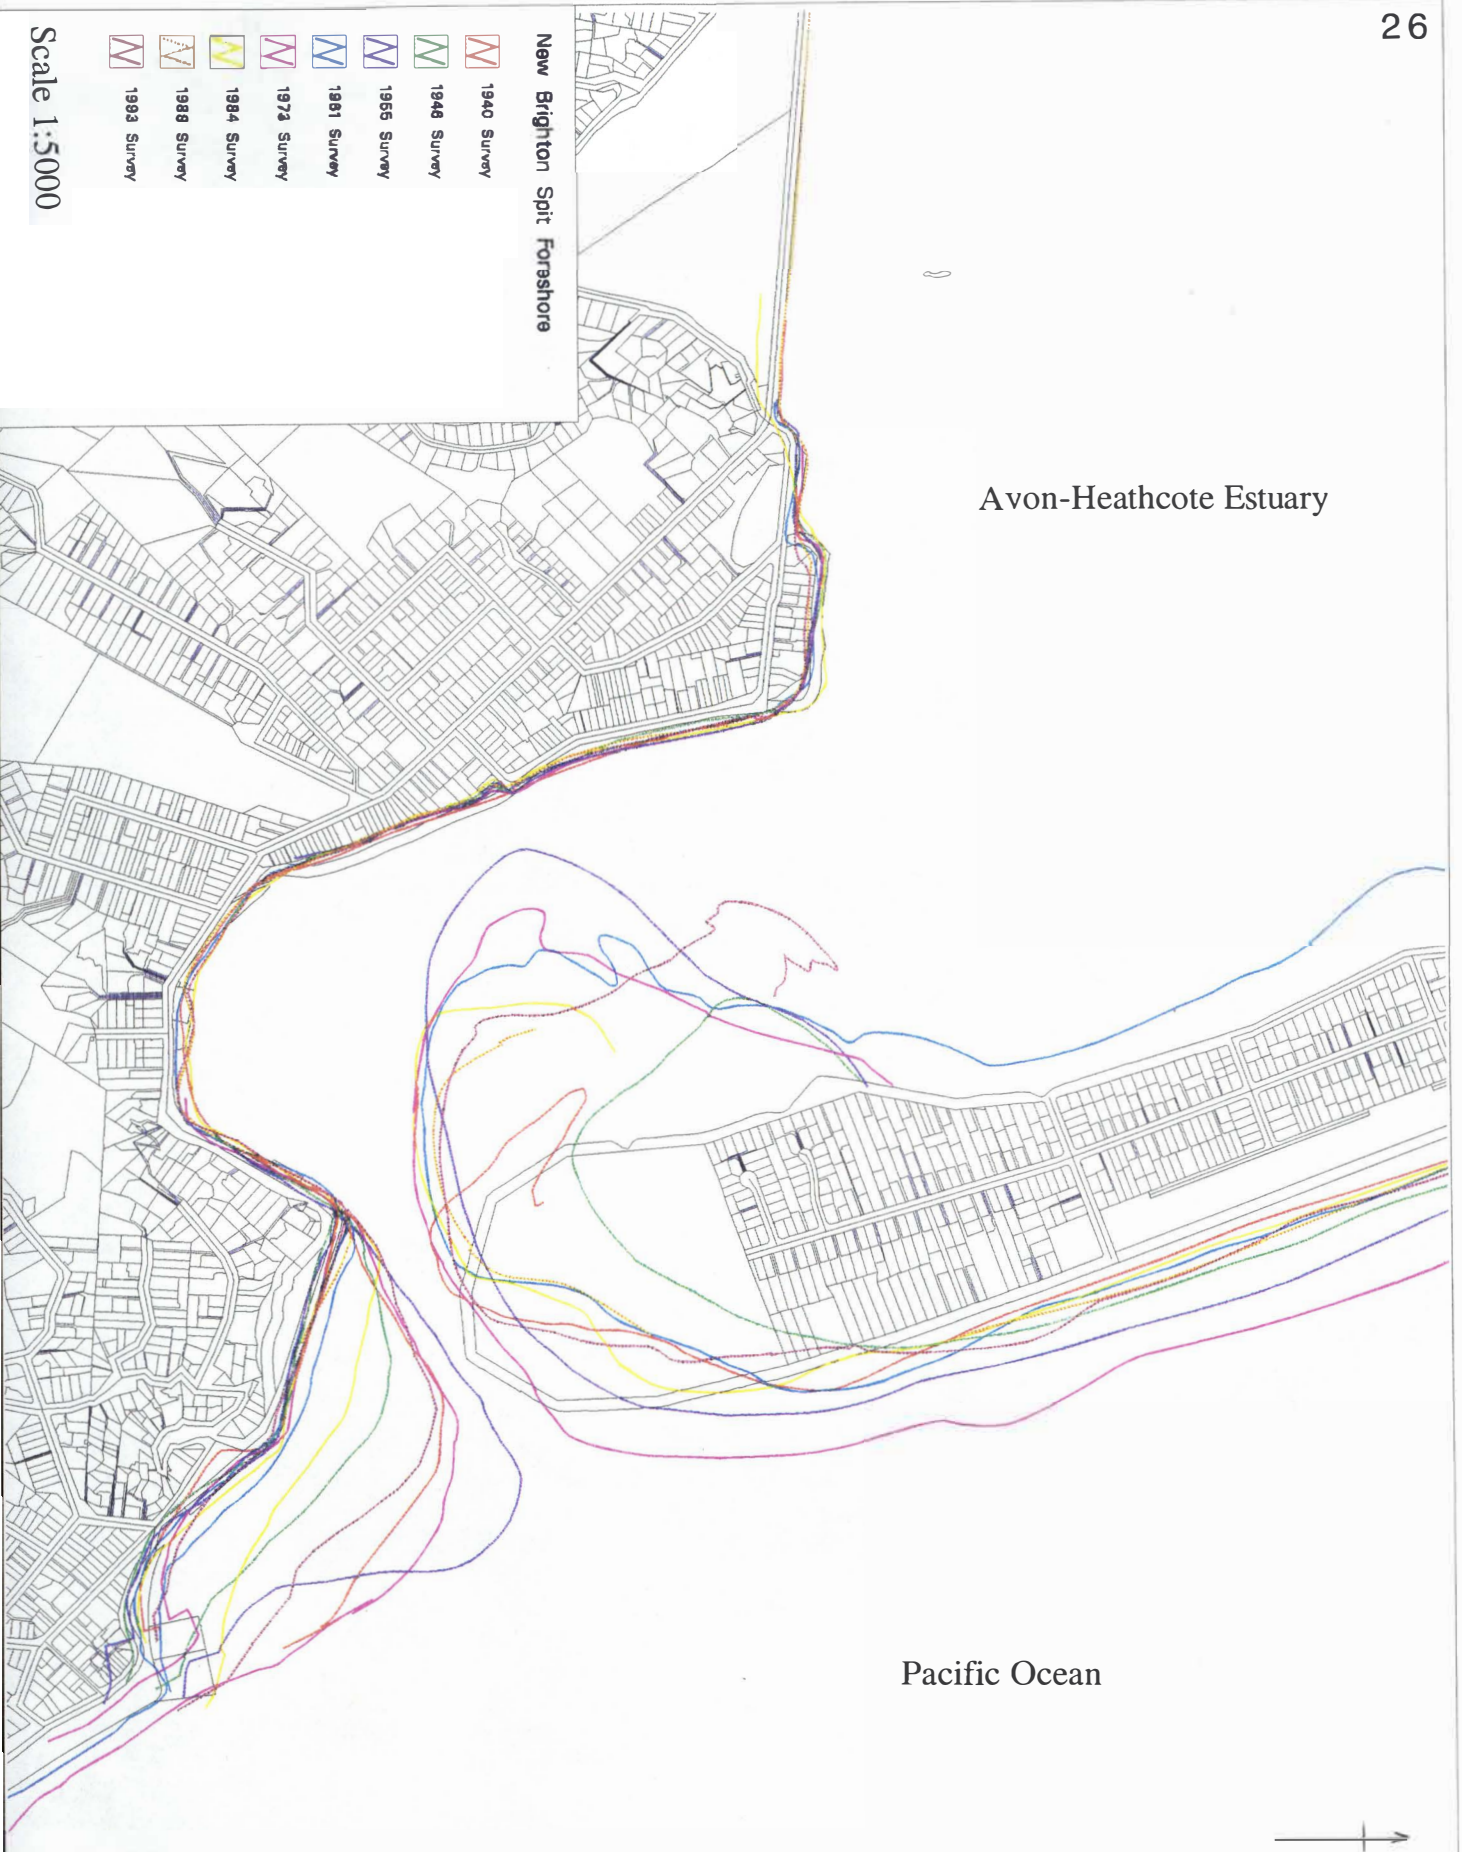 26
New Brighton Spit Foreshore
1940 Survey
1946 Survey
1955 Survey
1961 Survey
1973 Survey
1984 Survey
1988 Survey
1993 Survey
Scale 1:5000
Avon-Heathcote Estuary
Pacific Ocean